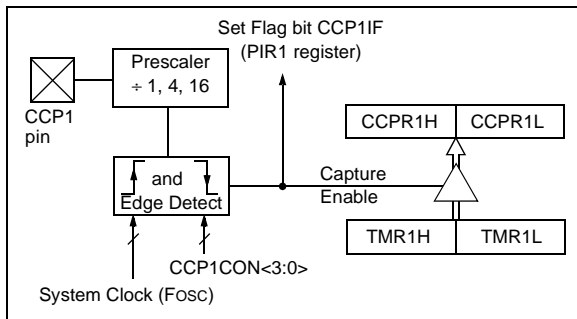 Set Flag bit CCP1IF
(PIR1 register)
Prescaler
÷ 1, 4, 16
CCP1
pin
CCPR1H CCPR1L
and
Edge Detect
Capture
Enable
TMR1H TMR1L
CCP1CON<3:0>
System Clock (FOSC)